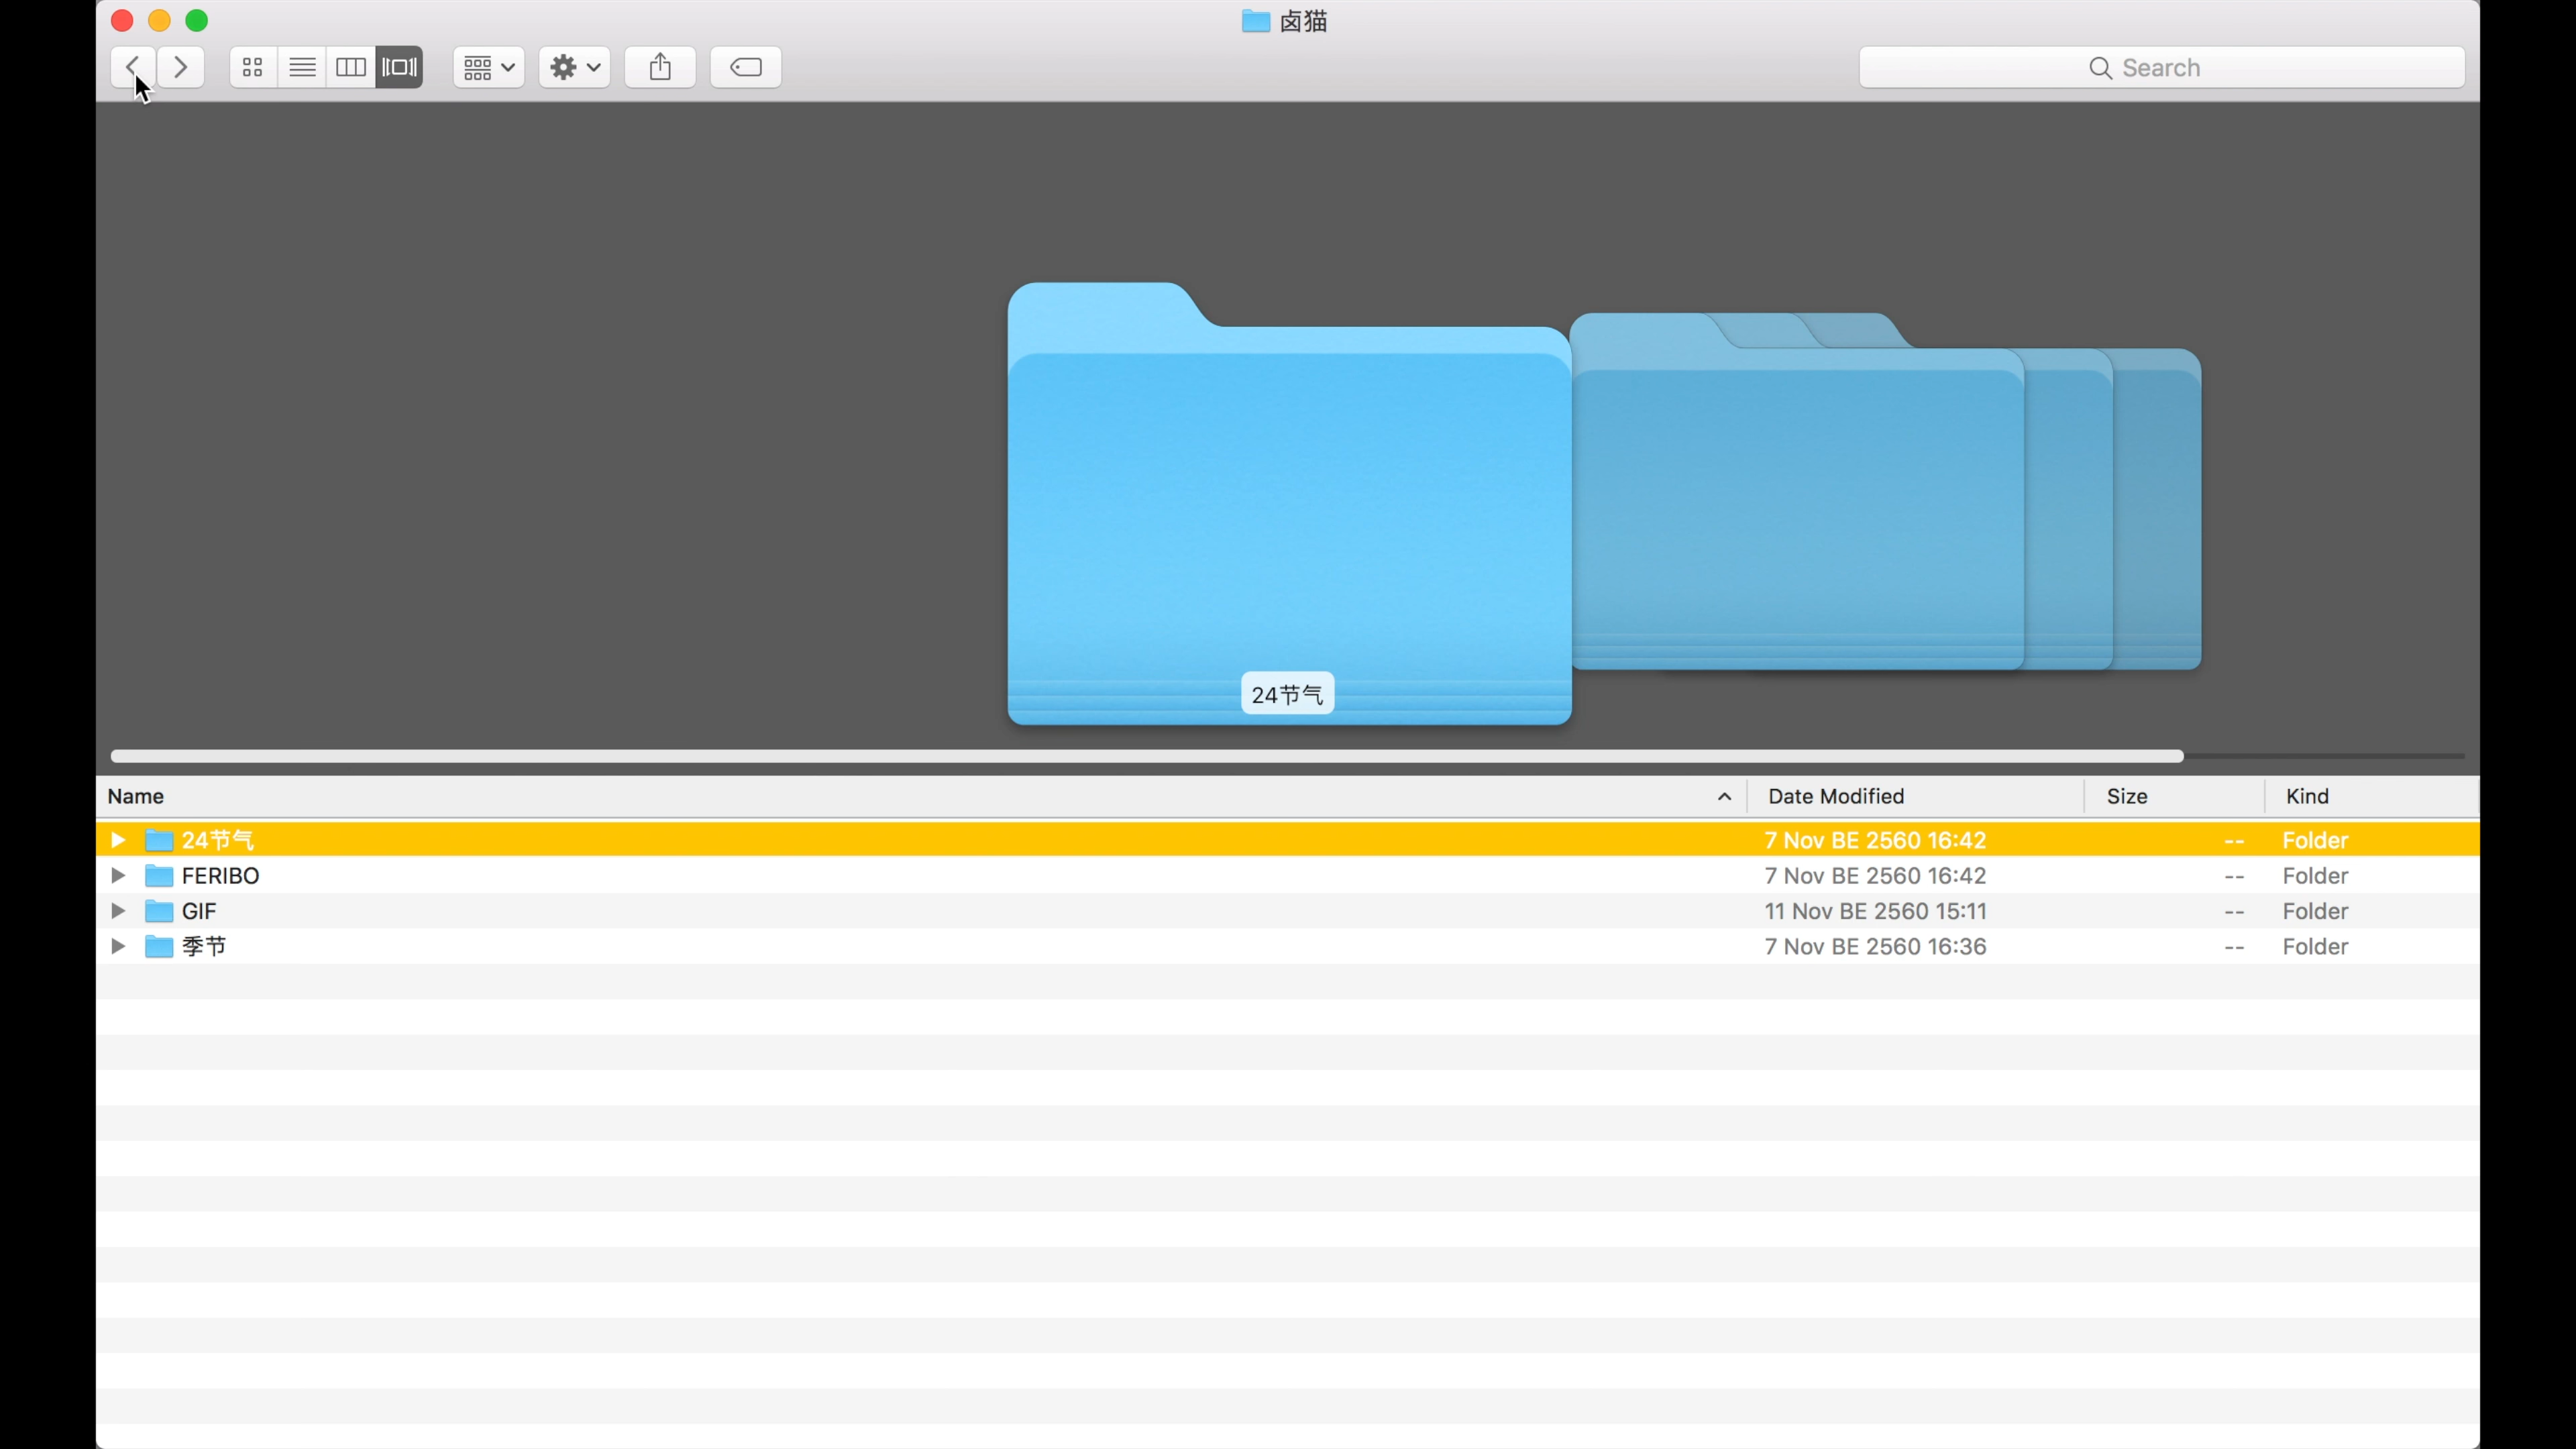 卤猫
Search
24节气
Name Date Modified Size Kind
24节气 7 Nov BE 2560 16:42 -- Folder
FERIBO 7 Nov BE 2560 16:42 -- Folder
GIF 11 Nov BE 2560 15:11 -- Folder
季节 7 Nov BE 2560 16:36 -- Folder